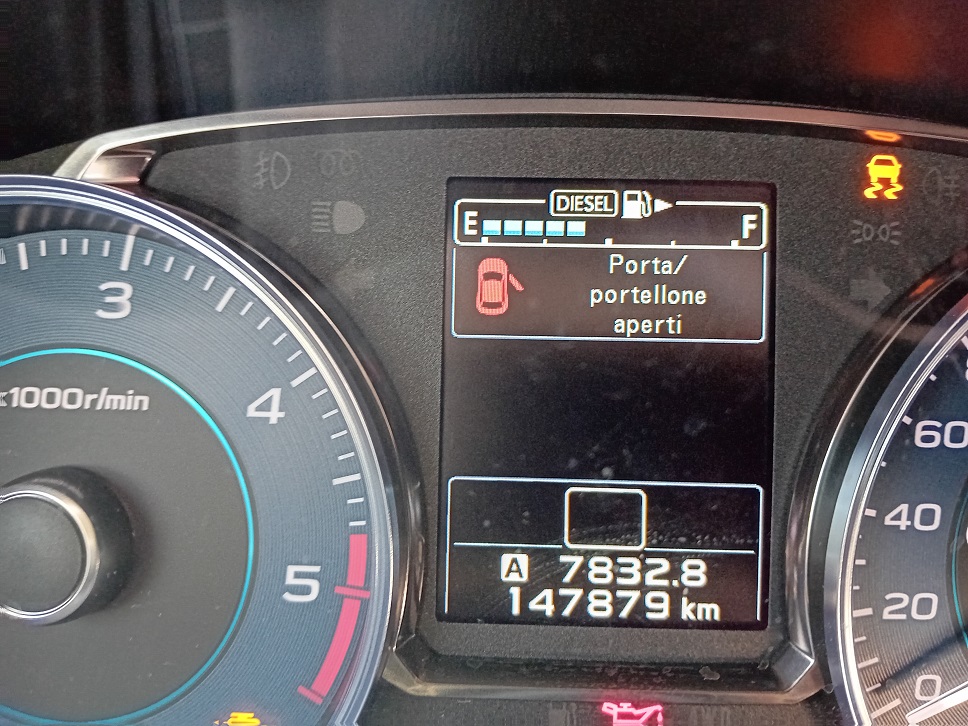 DIESEL
E F
Porta/
portellone
aperti
3
x1000r/min
4
5
60
40
20
0
A 7832.8
147879 km